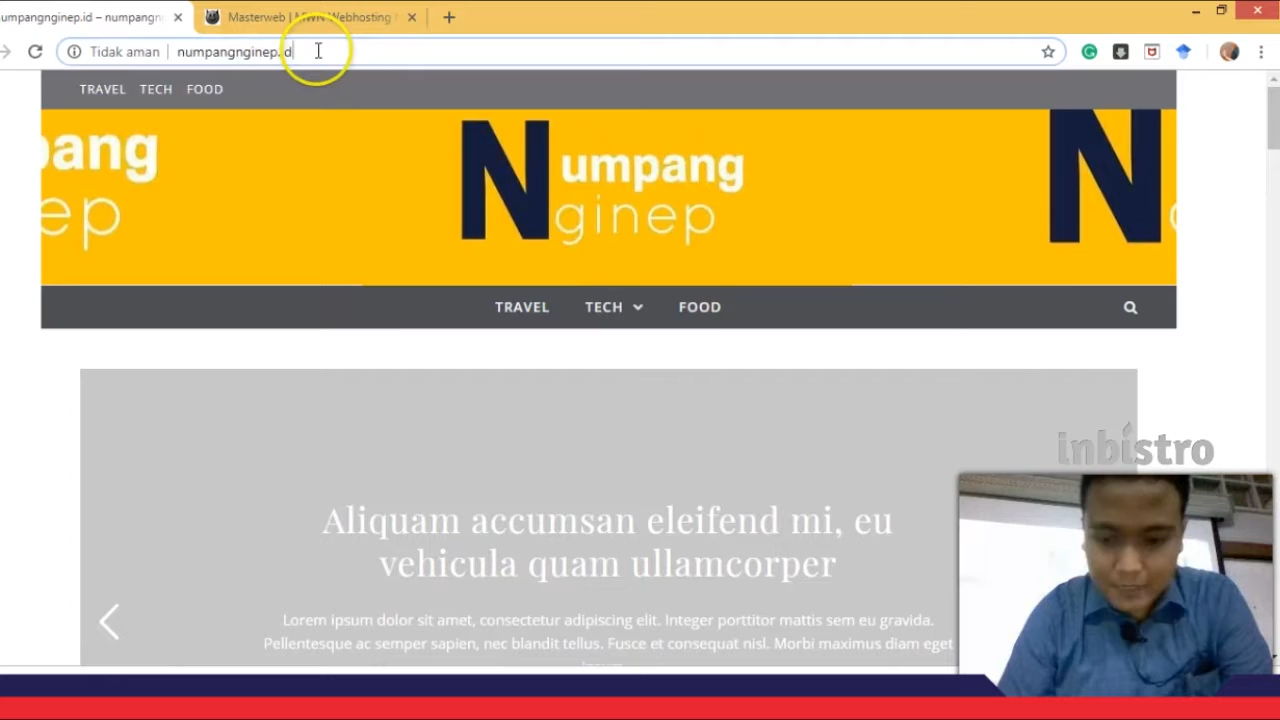 umpangnginep.id – numpangn
Masterweb | MWN Webhosting
Tidak aman | numpangnginep.id
TRAVEL TECH FOOD
pang
ep
Numpang
nginep
N
TRAVEL TECH FOOD
Aliquam accumsan eleifend mi, eu
vehicula quam ullamcorper
Lorem ipsum dolor sit amet, consectetur adipiscing elit. Integer porttitor mattis sem eu gravida.
Pellentesque ac semper sapien, nec blandit tellus. Fusce et consequat nisl. Morbi maximus diam eget
inbistro